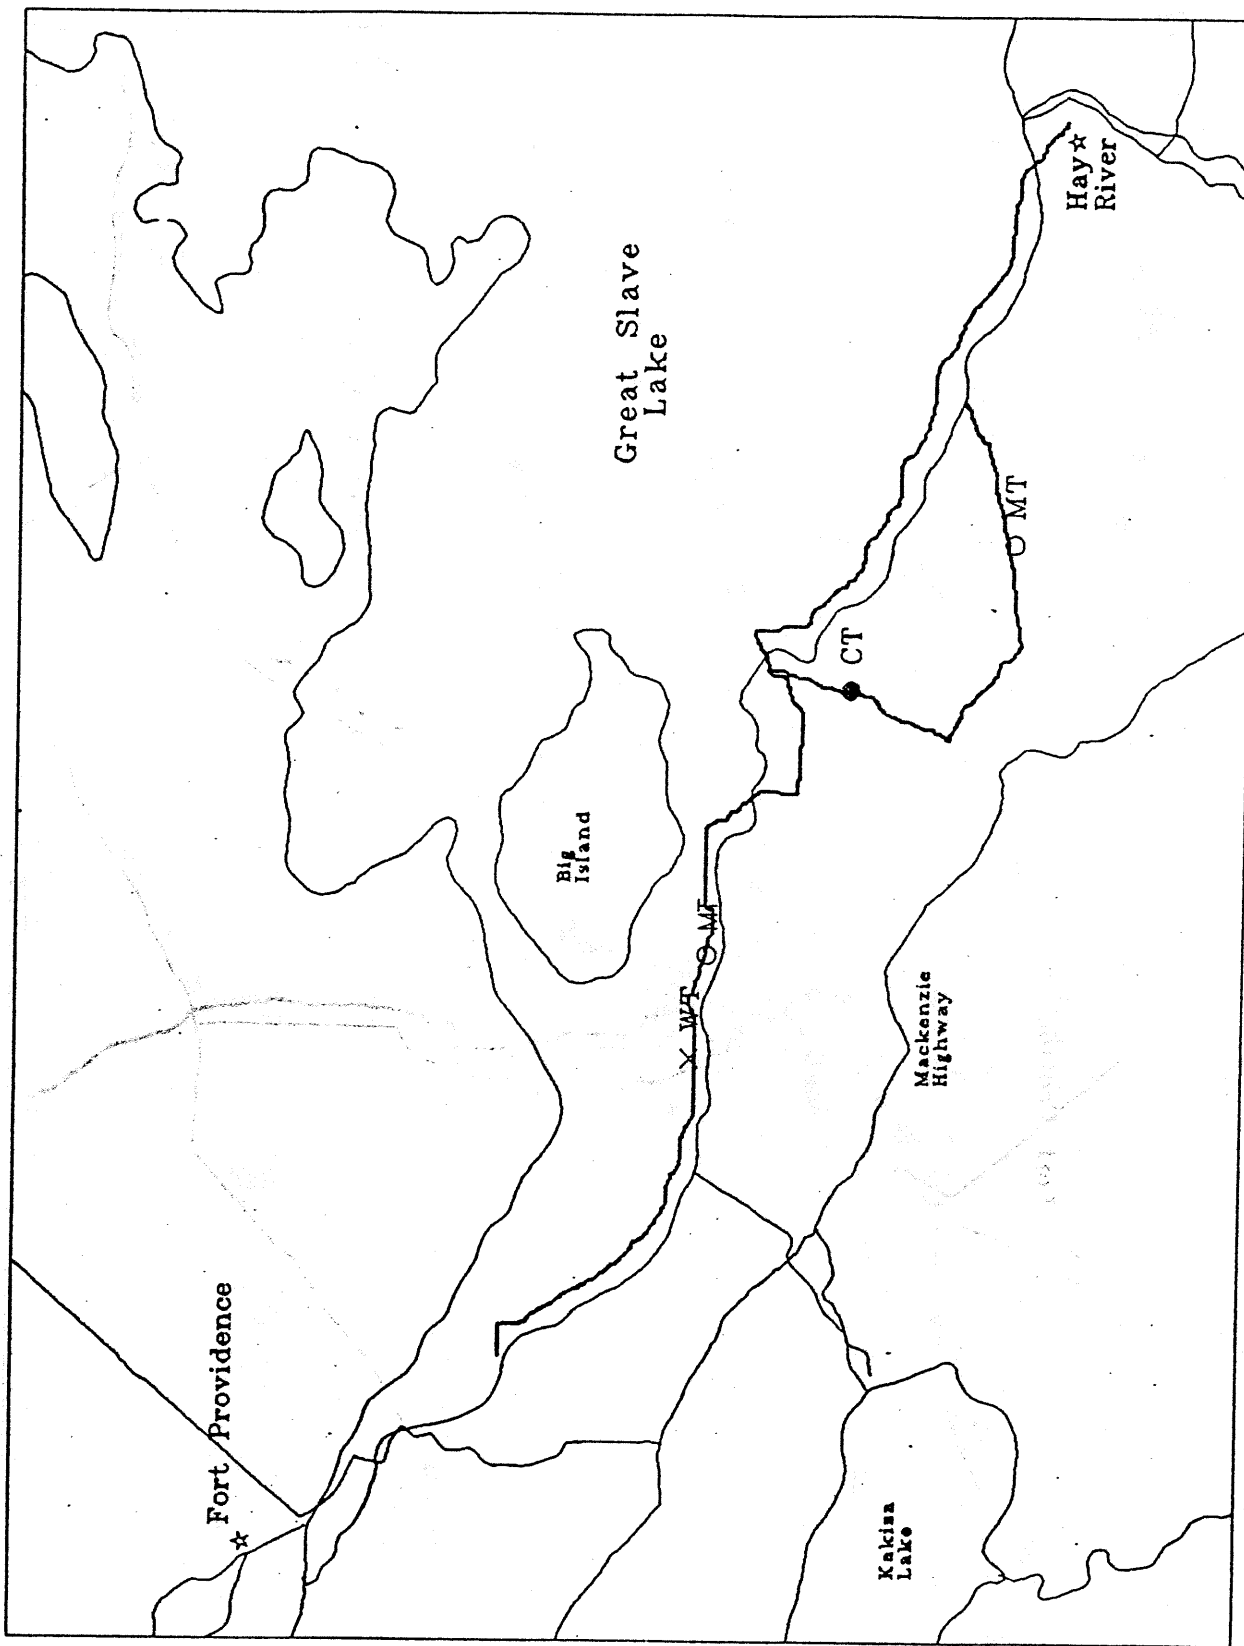 Fort Providence
Big
Island
Great Slave
Lake
WT
MT
CT
MT
Hay
River
Mackenzie
Highway
Kakisa
Lake